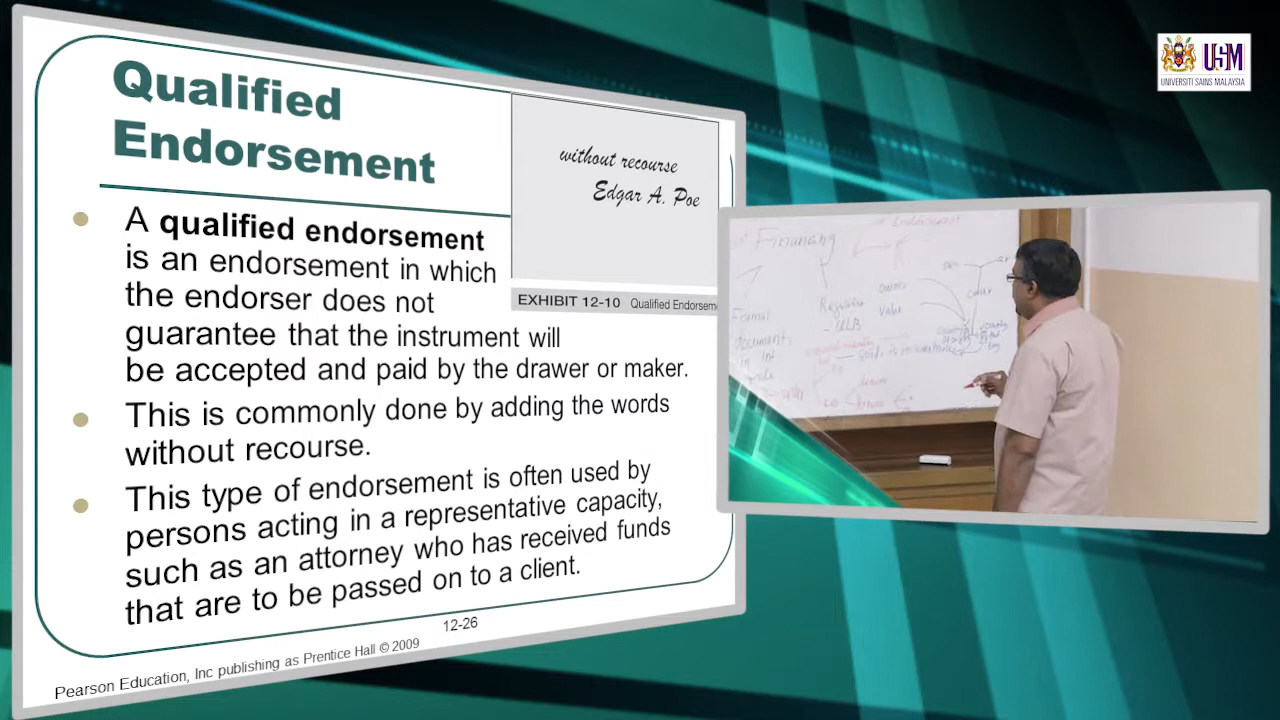 Qualified
Endorsement
without recourse
Edgar A. Poe
EXHIBIT 12-10 Qualified Endorsem
A qualified endorsement
is an endorsement in which
the endorser does not
guarantee that the instrument will
be accepted and paid by the drawer or maker.
This is commonly done by adding the words
without recourse.
This type of endorsement is often used by
persons acting in a representative capacity,
such as an attorney who has received funds
that are to be passed on to a client.
12-26
Pearson Education, Inc publishing as Prentice Hall © 2009
USM
UNIVERSITI SAINS MALAYSIA
Financing
Formal
documents
Regulation
- ULB
value